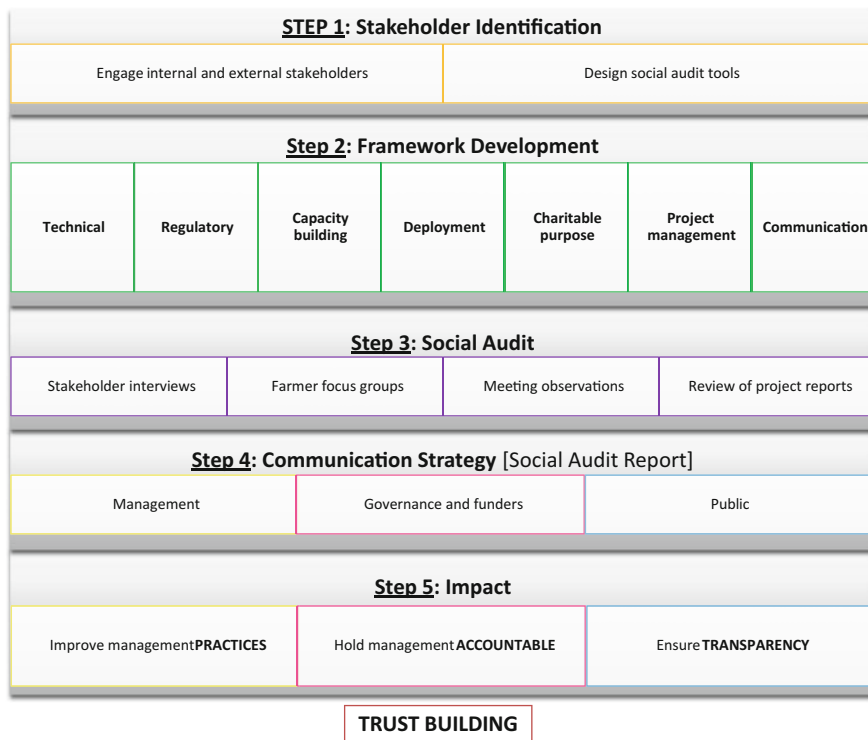 STEP 1: Stakeholder Identification
Engage internal and external stakeholders
Design social audit tools
Step 2: Framework Development
Technical
Regulatory
Capacity
building
Deployment
Charitable
purpose
Project
management
Communication
Step 3: Social Audit
Stakeholder interviews
Farmer focus groups
Meeting observations
Review of project reports
Step 4: Communication Strategy [Social Audit Report]
Management
Governance and funders
Public
Step 5: Impact
Improve management PRACTICES
Hold management ACCOUNTABLE
Ensure TRANSPARENCY
TRUST BUILDING